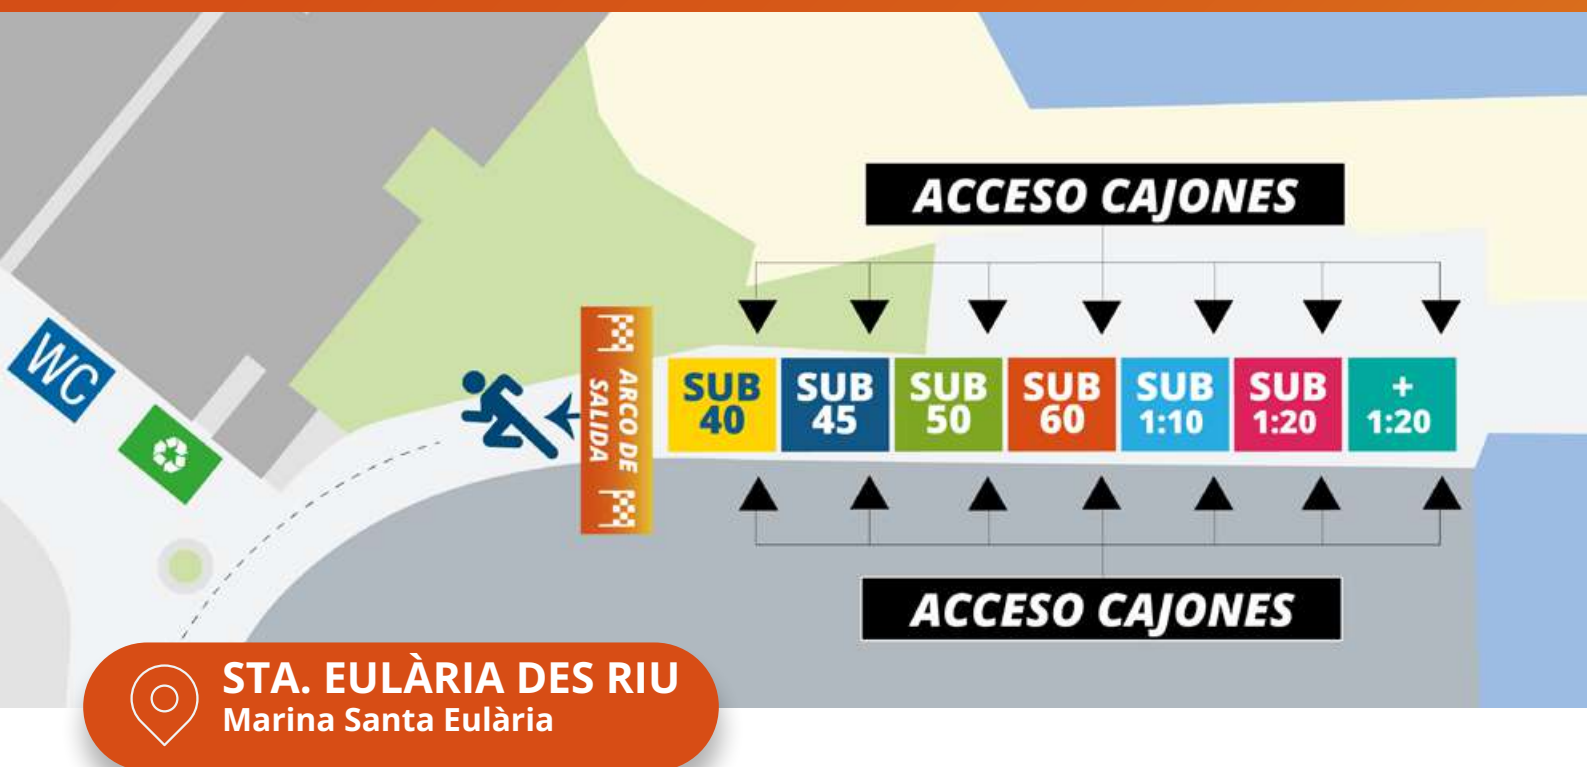 ACCESO CAJONES
WC
ARCO DE
SALIDA
SUB
40
SUB
45
SUB
50
SUB
60
SUB
1:10
SUB
1:20
+
1:20
ACCESO CAJONES
STA. EULÀRIA DES RIU
Marina Santa Eulària